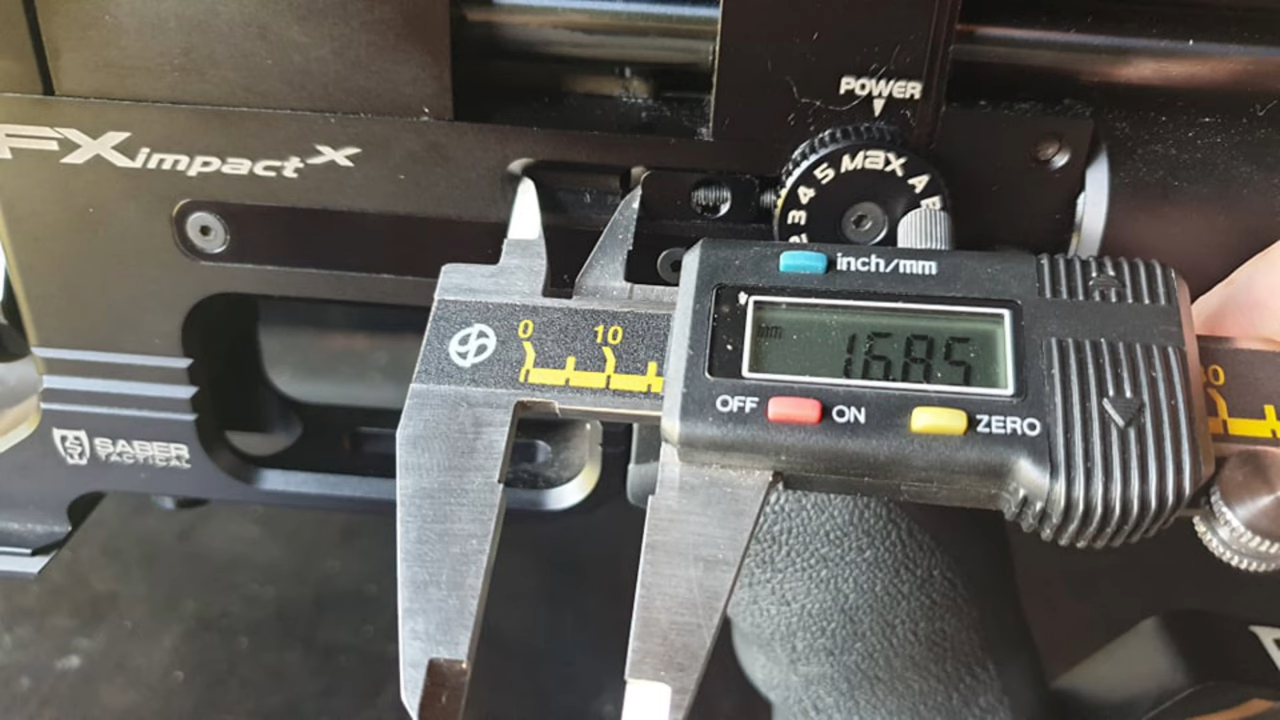 POWER
FX impact X
2 3 4 5 Max A
inch/mm
0 10
mm 16.85
OFF ON ZERO
SABER
TACTICAL